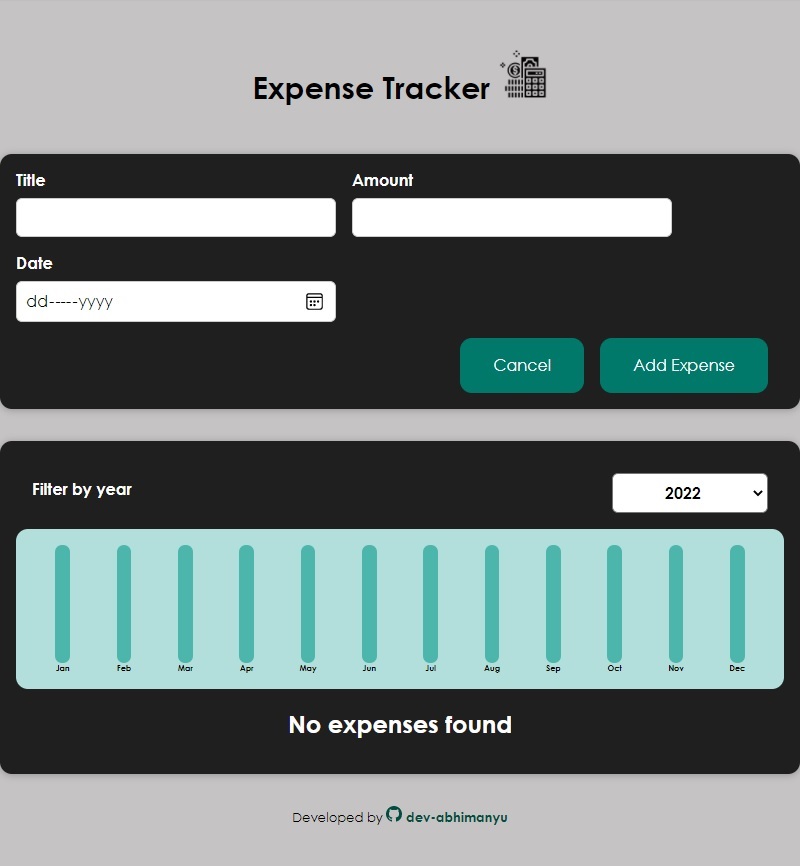 Expense Tracker
Title Amount
Date
dd-----yyyy
Cancel Add Expense
Filter by year 2022
Jan Feb Mar Apr May Jun Jul Aug Sep Oct Nov Dec
No expenses found
Developed by dev-abhimanyu